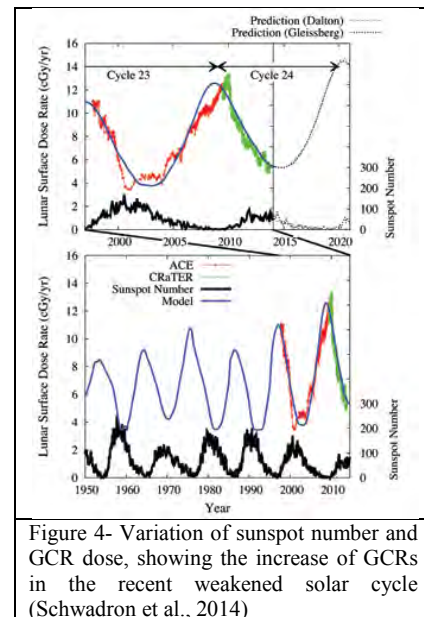 Prediction (Dalton)
Prediction (Gleissberg)
16
14
12
10
8
6
4
2
0
Lunar Surface Dose Rate (cGy/yr)
Cycle 23
Cycle 24
300
200
100
0
Sunspot Number
2000
2005
2010
2015
2020
16
14
12
10
8
6
4
2
0
Lunar Surface Dose Rate (cGy/yr)
ACE
CRaTER
Sunspot Number
Model
300
200
100
0
Sunspot Number
1950
1960
1970
1980
1990
2000
2010
Year
Figure 4- Variation of sunspot number and
GCR dose, showing the increase of GCRs
in the recent weakened solar cycle
(Schwadron et al., 2014)